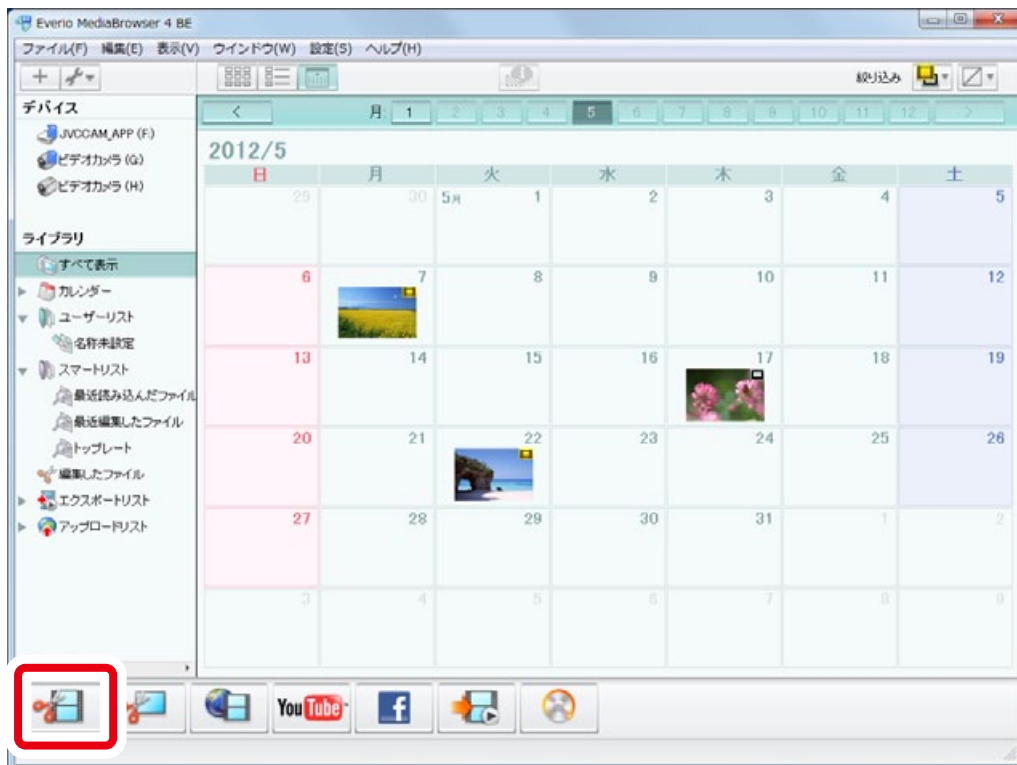 Everio MediaBrowser 4 BE
ファイル(F) 編集(E) 表示(V) ウインドウ(W) 設定(S) ヘルプ(H)
絞り込み
デバイス
JVCCAM_APP (F:)
ビデオカメラ (G:)
ビデオカメラ (H:)
ライブラリ
すべて表示
カレンダー
ユーザーリスト
名称未設定
スマートリスト
最近読み込んだファイル
最近編集したファイル
トップレート
編集したファイル
エクスポートリスト
アップロードリスト
< 月: 1 2 3 4 5 6 7 8 9 10 11 12 >
2012/5
日 月 火 水 木 金 土
29 30 5月 1 2 3 4 5
6 7 8 9 10 11 12
13 14 15 16 17 18 19
20 21 22 23 24 25 26
27 28 29 30 31 1 2
3 4 5 6 7 8 9
You Tube
f